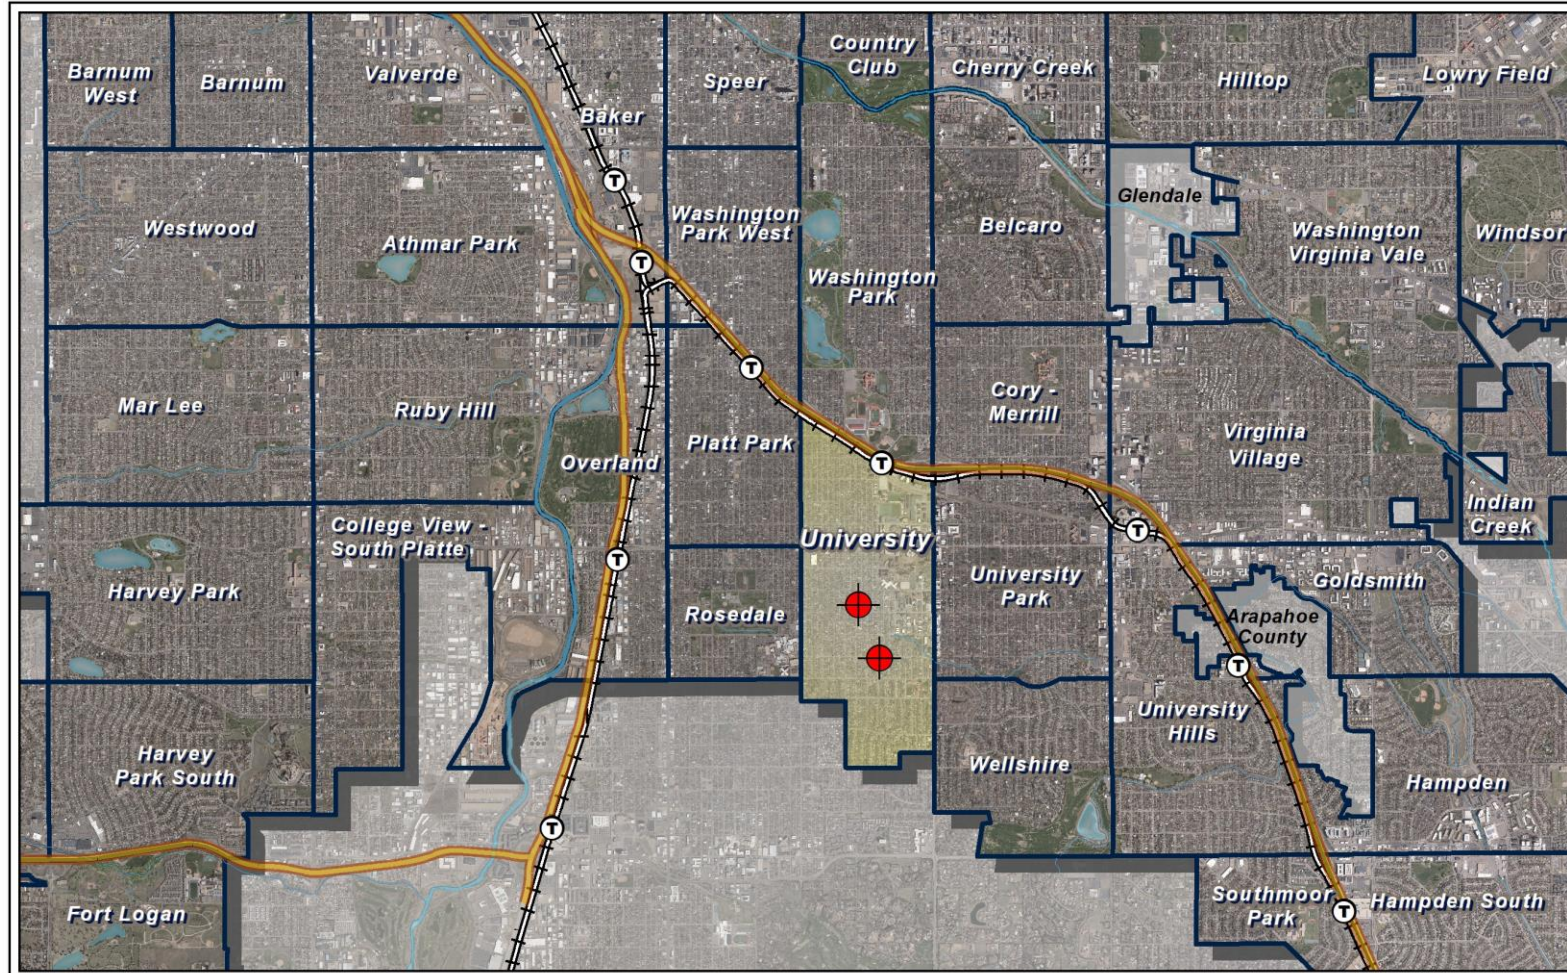 Barnum
West
Barnum
Valverde
Baker
Speer
Country
Club
Cherry Creek
Hilltop
Lowry Field
Westwood
Athmar Park
Washington
Park West
Washington
Park
Belcaro
Glendale
Washington
Virginia Vale
Windsor
Mar Lee
Ruby Hill
Overland
Platt Park
Cory -
Merrill
Virginia
Village
Indian
Creek
Harvey Park
College View -
South Platte
Rosedale
University
University
Park
Goldsmith
Arapahoe
County
Harvey
Park South
Wellshire
University
Hills
Hampden
Fort Logan
Southmoor
Park
Hampden South
T
T
T
T
T
T
T
T
T